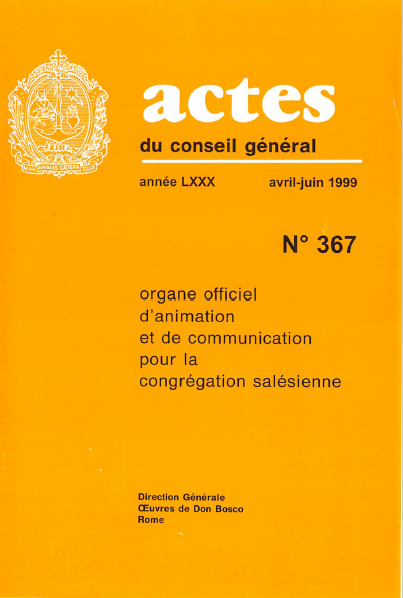 actes
du conseil général
année LXXX avril-juin 1999
N° 367
organe officiel
d'animation
et de communication
pour la
congrégation salésienne
Direction Générale
Œuvres de Don Bosco
Rome